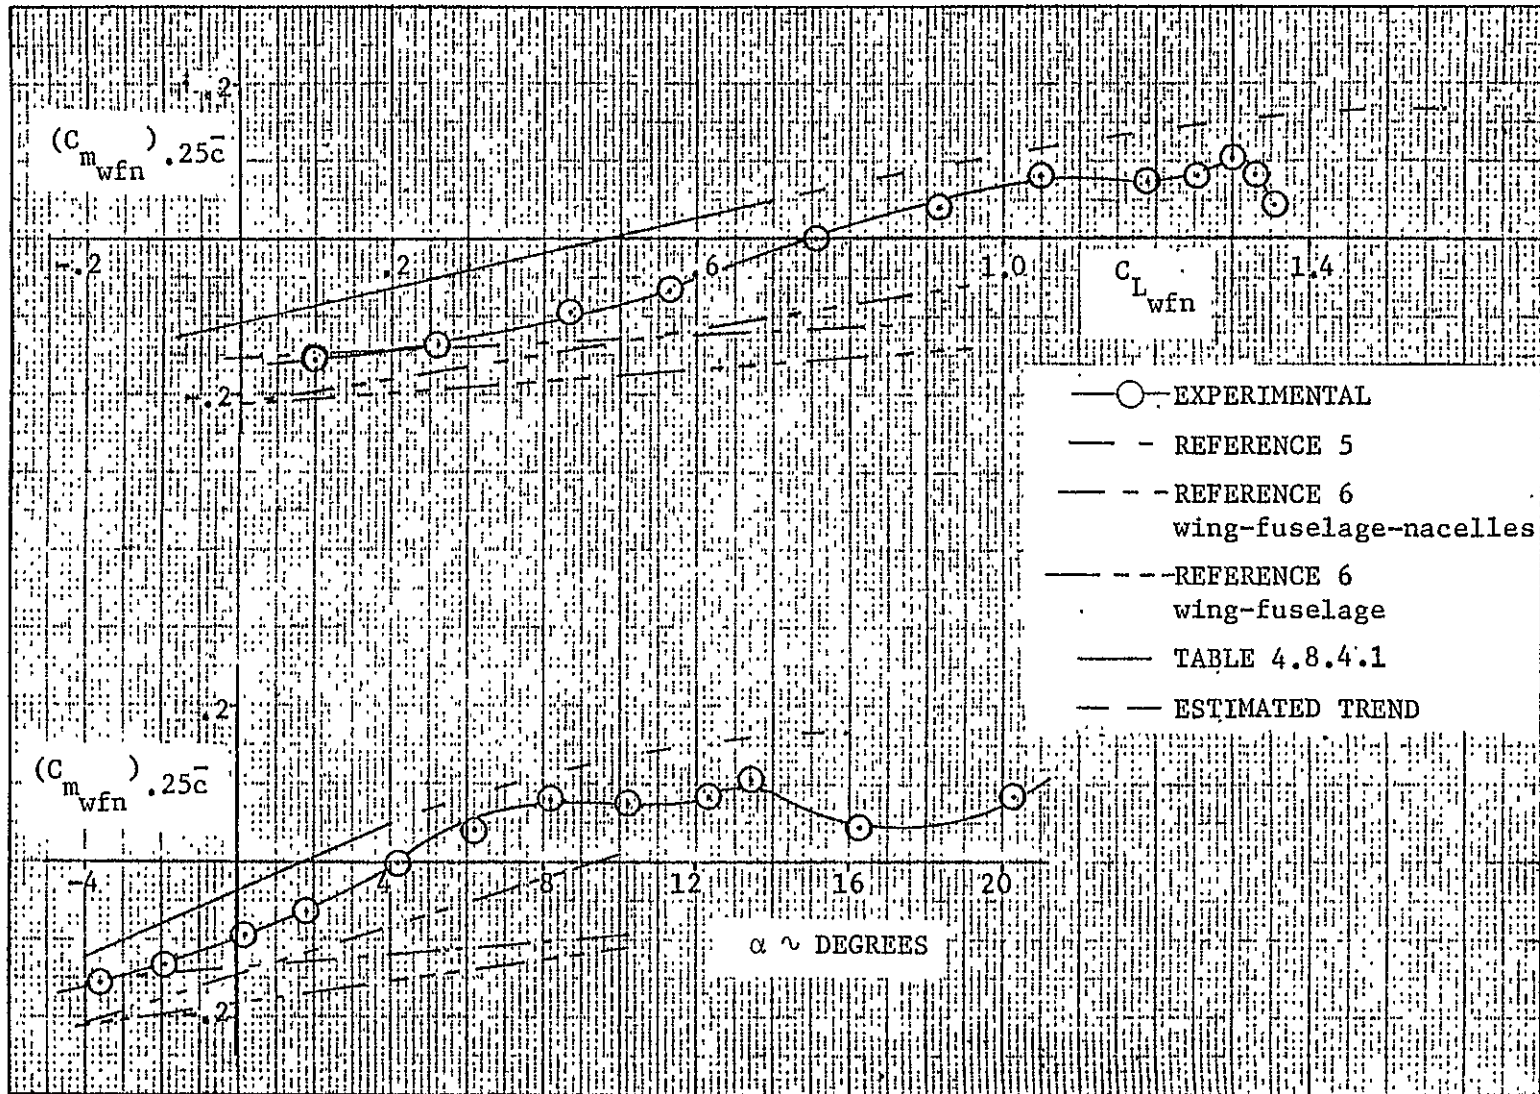 .2
(C_m_wfn) .25c̄
-.2 .2 .6 1.0 1.4
C_L_wfn
-.2
EXPERIMENTAL
REFERENCE 5
REFERENCE 6
wing-fuselage-nacelles
REFERENCE 6
wing-fuselage
TABLE 4.8.4.1
ESTIMATED TREND
.2
(C_m_wfn) .25c̄
-4 4 8 12 16 20
α ~ DEGREES
-.2